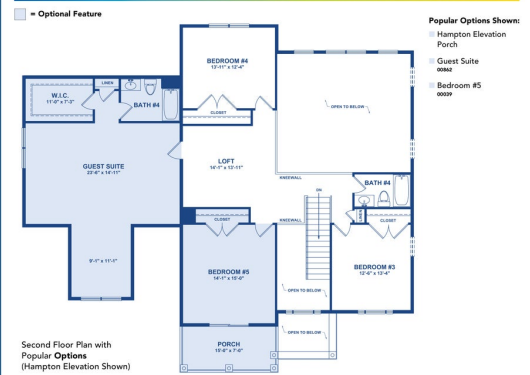 = Optional Feature
Popular Options Shown:
Hampton Elevation
Porch
Guest Suite
00862
Bedroom #5
00039
BEDROOM #4
13'-11" x 12'-4"
LINEN
W.I.C.
11'-0" x 7'-3"
BATH #4
CLOSET
OPEN TO BELOW
GUEST SUITE
23'-6" x 14'-11"
LOFT
14'-1" x 13'-11"
KNEEWALL
BATH #4
DN
LINEN
CLOSET
CLOSET
KNEEWALL
9'-1" x 11'-1"
BEDROOM #5
14'-1" x 15'-0"
BEDROOM #3
12'-6" x 13'-4"
OPEN TO BELOW
OPEN TO BELOW
PORCH
15'-0" x 7'-0"
Second Floor Plan with
Popular Options
(Hampton Elevation Shown)